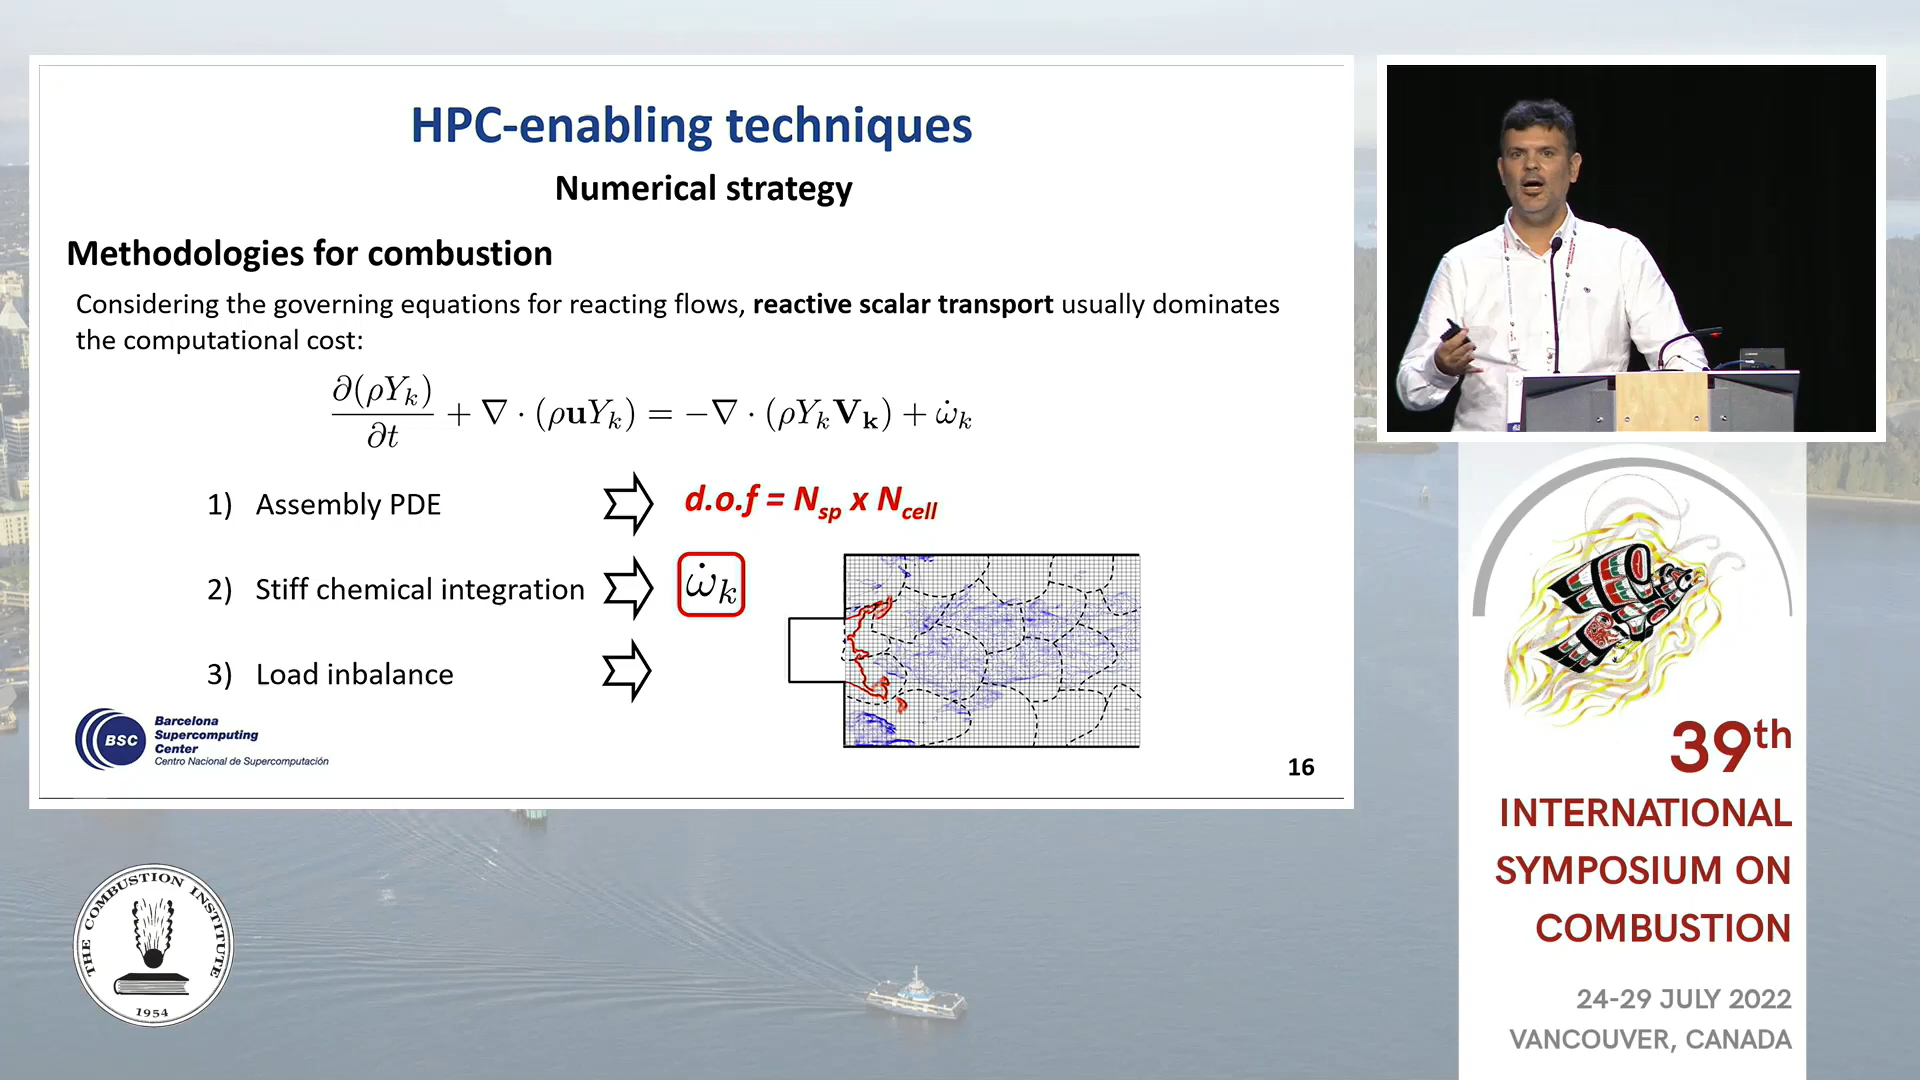 HPC-enabling techniques
Numerical strategy
Methodologies for combustion
Considering the governing equations for reacting flows, reactive scalar transport usually dominates
the computational cost:
∂(ρY_k)/∂t + ∇ · (ρuY_k) = −∇ · (ρY_kV_k) + ω̇_k
1) Assembly PDE
d.o.f = N_sp x N_cell
2) Stiff chemical integration
ω̇_k
3) Load inbalance
BSC
Barcelona
Supercomputing
Center
Centro Nacional de Supercomputación
16
THE COMBUSTION INSTITUTE
1954
39th
INTERNATIONAL
SYMPOSIUM ON
COMBUSTION
24-29 JULY 2022
VANCOUVER, CANADA